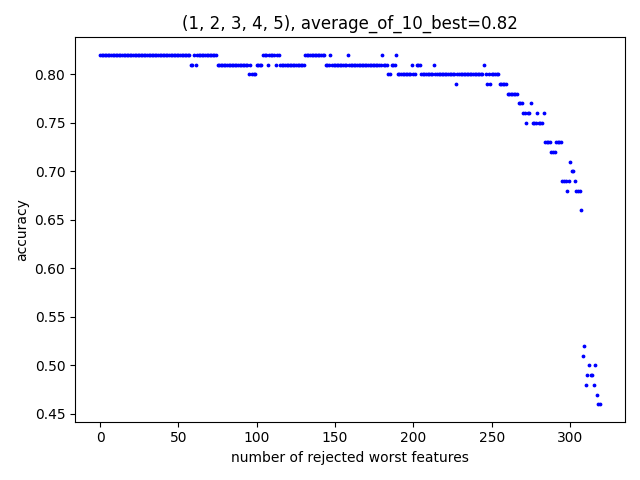 (1, 2, 3, 4, 5), average_of_10_best=0.82
0.80
0.75
0.70
0.65
0.60
0.55
0.50
0.45
accuracy
0 50 100 150 200 250 300
number of rejected worst features